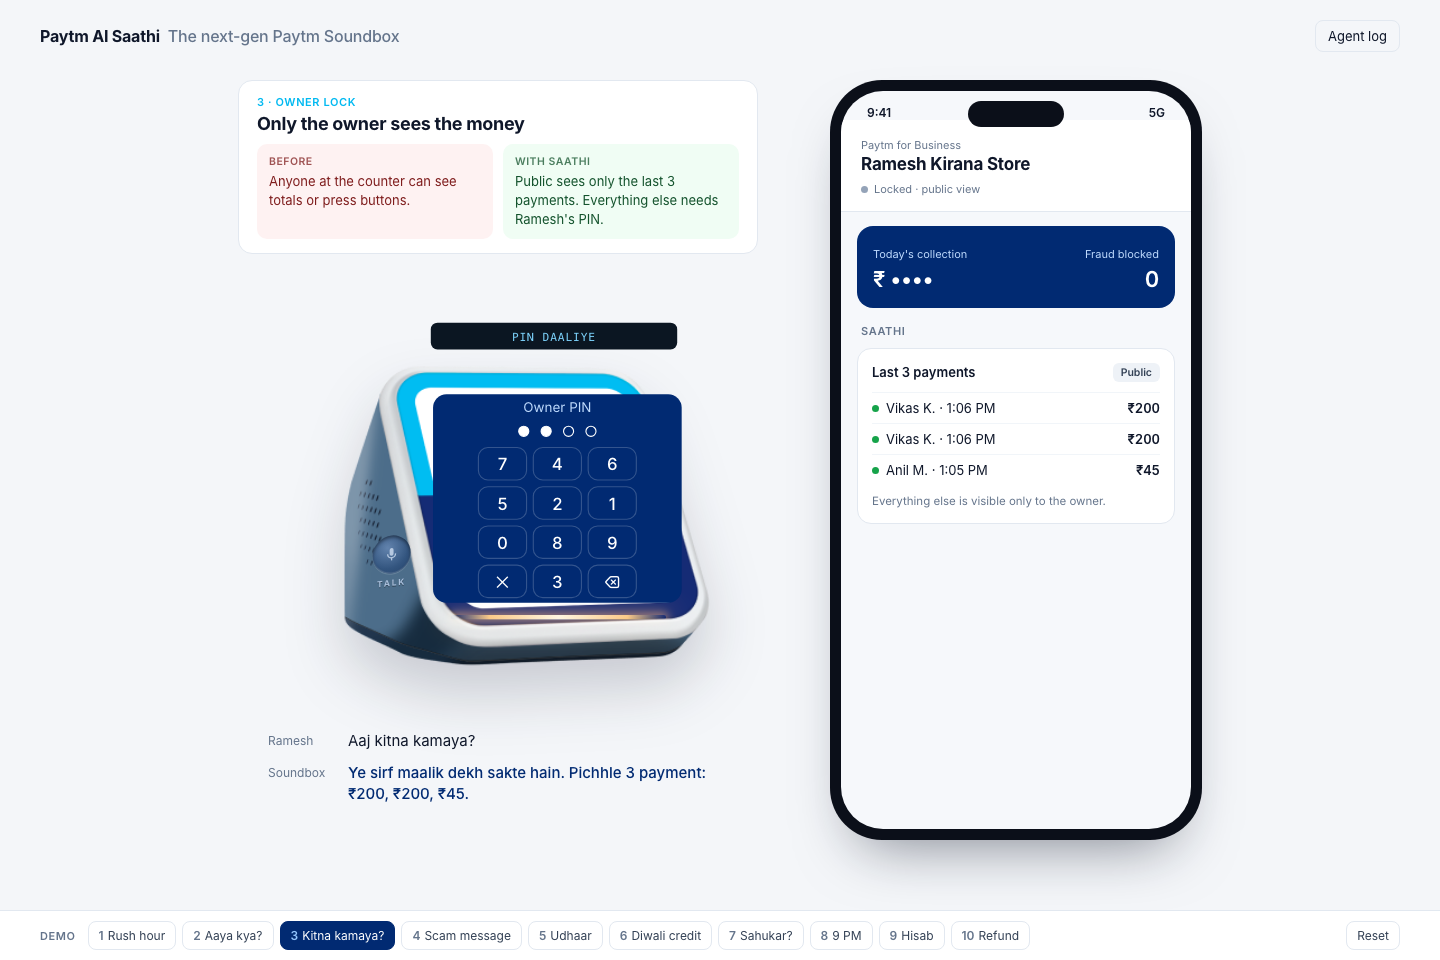 Paytm AI Saathi The next-gen Paytm Soundbox
Agent log
3 · OWNER LOCK
Only the owner sees the money
BEFORE
Anyone at the counter can see
totals or press buttons.
WITH SAATHI
Public sees only the last 3
payments. Everything else needs
Ramesh's PIN.
PIN DAALIYE
Owner PIN
7 4 6
5 2 1
0 8 9
3
TALK
Ramesh Aaj kitna kamaya?
Soundbox Ye sirf maalik dekh sakte hain. Pichhle 3 payment:
₹200, ₹200, ₹45.
9:41 5G
Paytm for Business
Ramesh Kirana Store
Locked · public view
Today's collection Fraud blocked
₹ •••• 0
SAATHI
Last 3 payments Public
Vikas K. · 1:06 PM ₹200
Vikas K. · 1:06 PM ₹200
Anil M. · 1:05 PM ₹45
Everything else is visible only to the owner.
DEMO 1 Rush hour 2 Aaya kya? 3 Kitna kamaya? 4 Scam message 5 Udhaar 6 Diwali credit 7 Sahukar? 8 9 PM 9 Hisab 10 Refund Reset